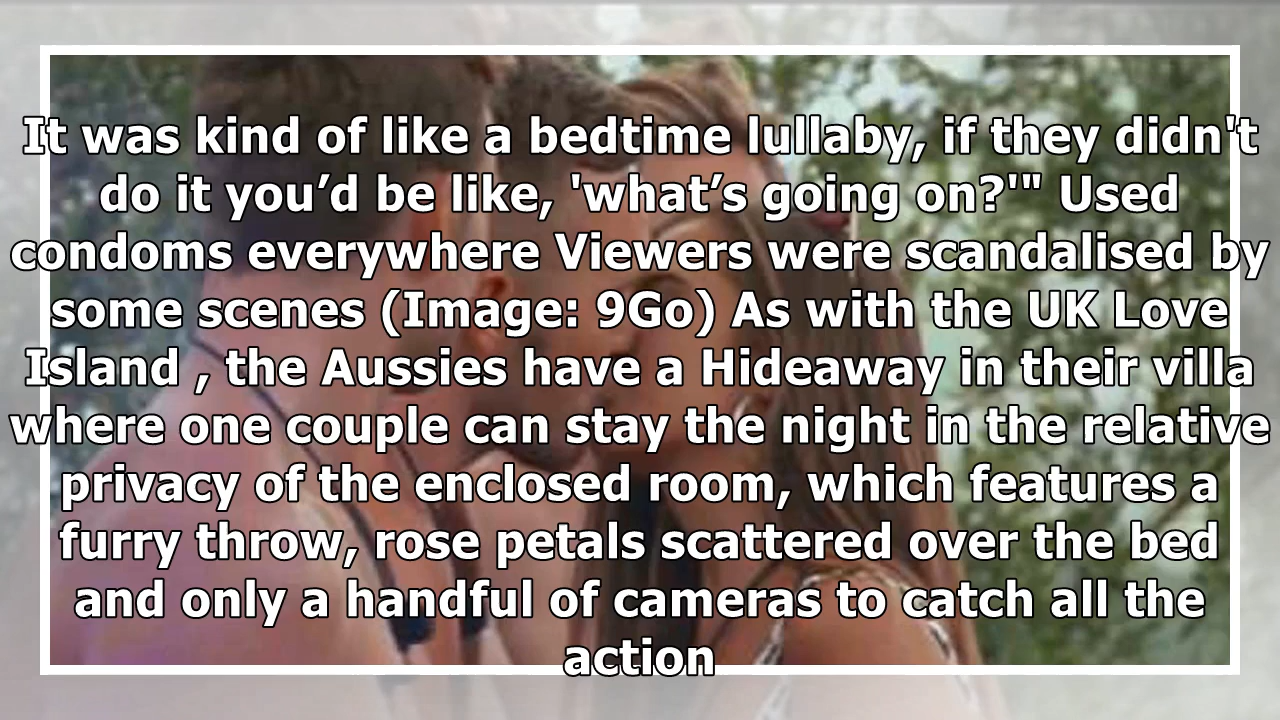 It was kind of like a bedtime lullaby, if they didn't
do it you’d be like, 'what’s going on?'" Used
condoms everywhere Viewers were scandalised by
some scenes (Image: 9Go) As with the UK Love
Island , the Aussies have a Hideaway in their villa
where one couple can stay the night in the relative
privacy of the enclosed room, which features a
furry throw, rose petals scattered over the bed
and only a handful of cameras to catch all the
action